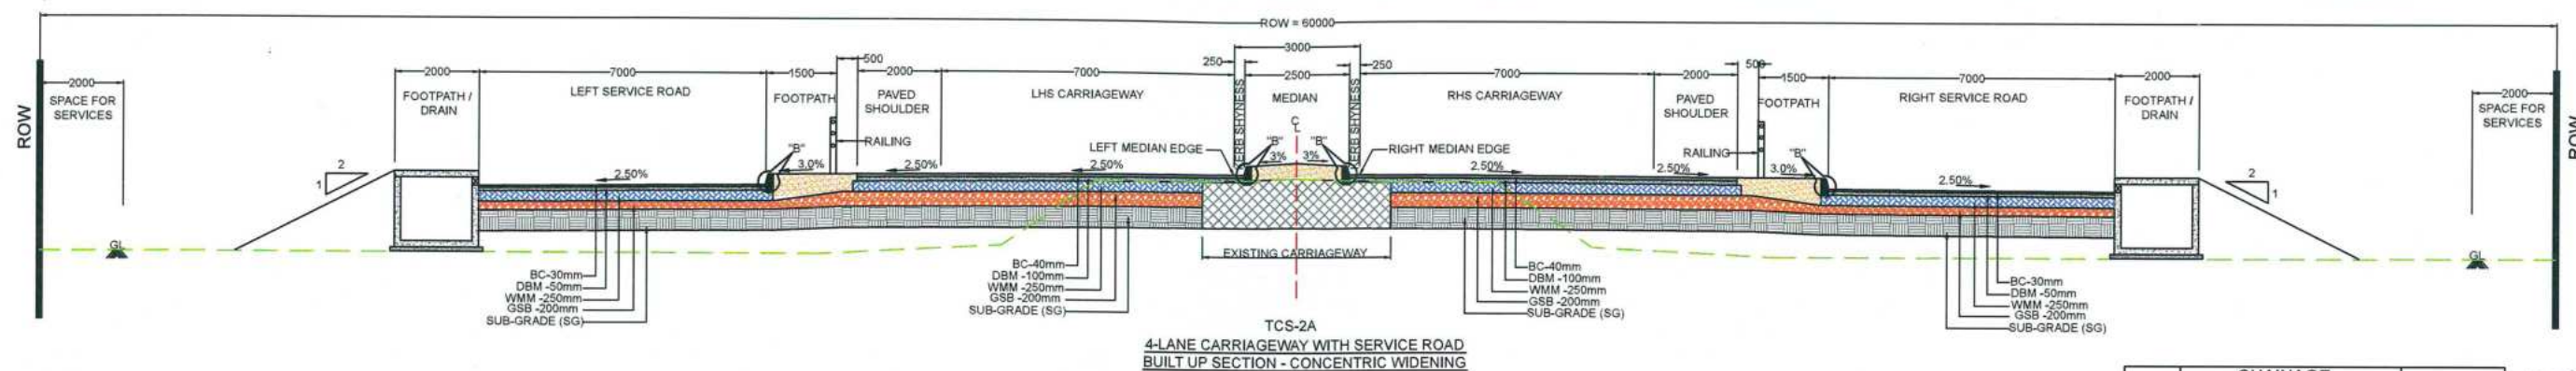 ROW = 60000
3000
500
250
250
500
2000
2000
7000
1500
2000
7000
2500
7000
2000
1500
7000
2000
2000
SPACE FOR
SERVICES
FOOTPATH /
DRAIN
LEFT SERVICE ROAD
FOOTPATH
PAVED
SHOULDER
LHS CARRIAGEWAY
MEDIAN
RHS CARRIAGEWAY
PAVED
SHOULDER
FOOTPATH
RIGHT SERVICE ROAD
FOOTPATH /
DRAIN
SPACE FOR
SERVICES
ROW
ROW
SHYNESS
SHYNESS
C
L
"B"
RAILING
LEFT MEDIAN EDGE
"B"
"B"
RIGHT MEDIAN EDGE
RAILING
"B"
2
1
2.50%
3.0%
2.50%
2.50%
3%
3%
2.50%
2.50%
3.0%
2.50%
2
1
GL
EXISTING CARRIAGEWAY
GL
BC-30mm
DBM -50mm
WMM -250mm
GSB -200mm
SUB-GRADE (SG)
BC-40mm
DBM -100mm
WMM -250mm
GSB -200mm
SUB-GRADE (SG)
BC-40mm
DBM -100mm
WMM -250mm
GSB -200mm
SUB-GRADE (SG)
BC-30mm
DBM -50mm
WMM -250mm
GSB -200mm
SUB-GRADE (SG)
TCS-2A
4-LANE CARRIAGEWAY WITH SERVICE ROAD
BUILT UP SECTION - CONCENTRIC WIDENING